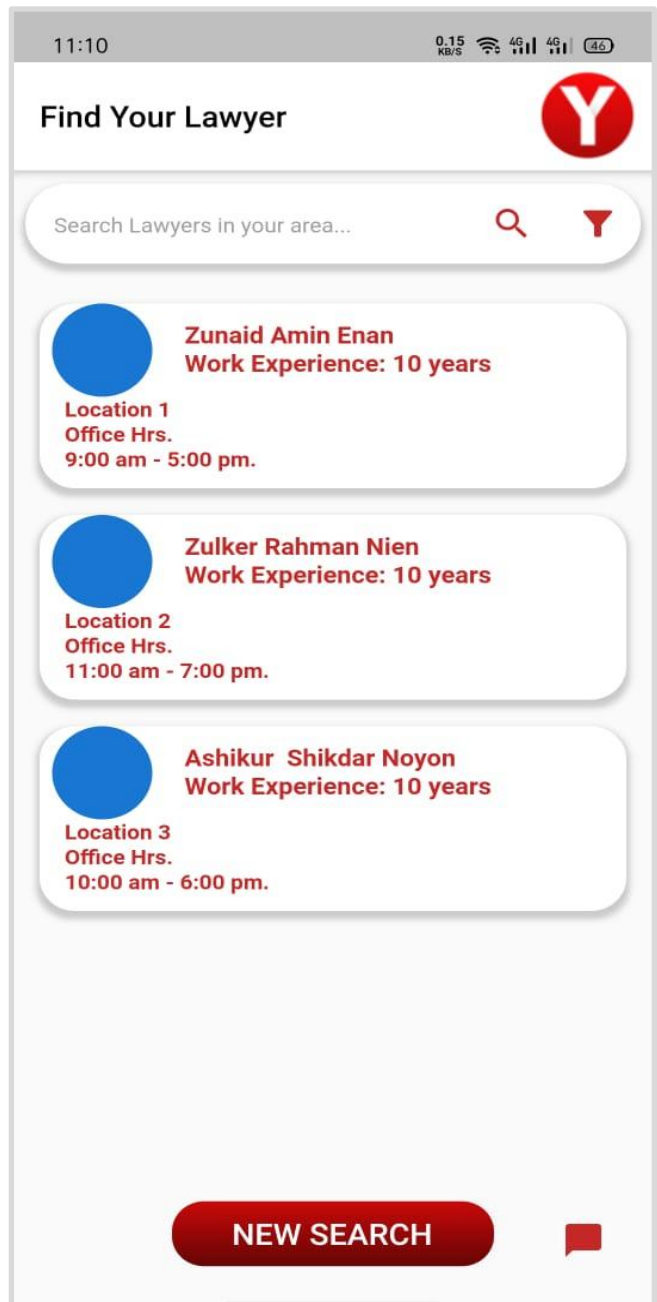 11:10
0.15
KB/S
4G
4G
46
Find Your Lawyer
Y
Search Lawyers in your area...
Zunaid Amin Enan
Work Experience: 10 years
Location 1
Office Hrs.
9:00 am - 5:00 pm.
Zulker Rahman Nien
Work Experience: 10 years
Location 2
Office Hrs.
11:00 am - 7:00 pm.
Ashikur  Shikdar Noyon
Work Experience: 10 years
Location 3
Office Hrs.
10:00 am - 6:00 pm.
NEW SEARCH